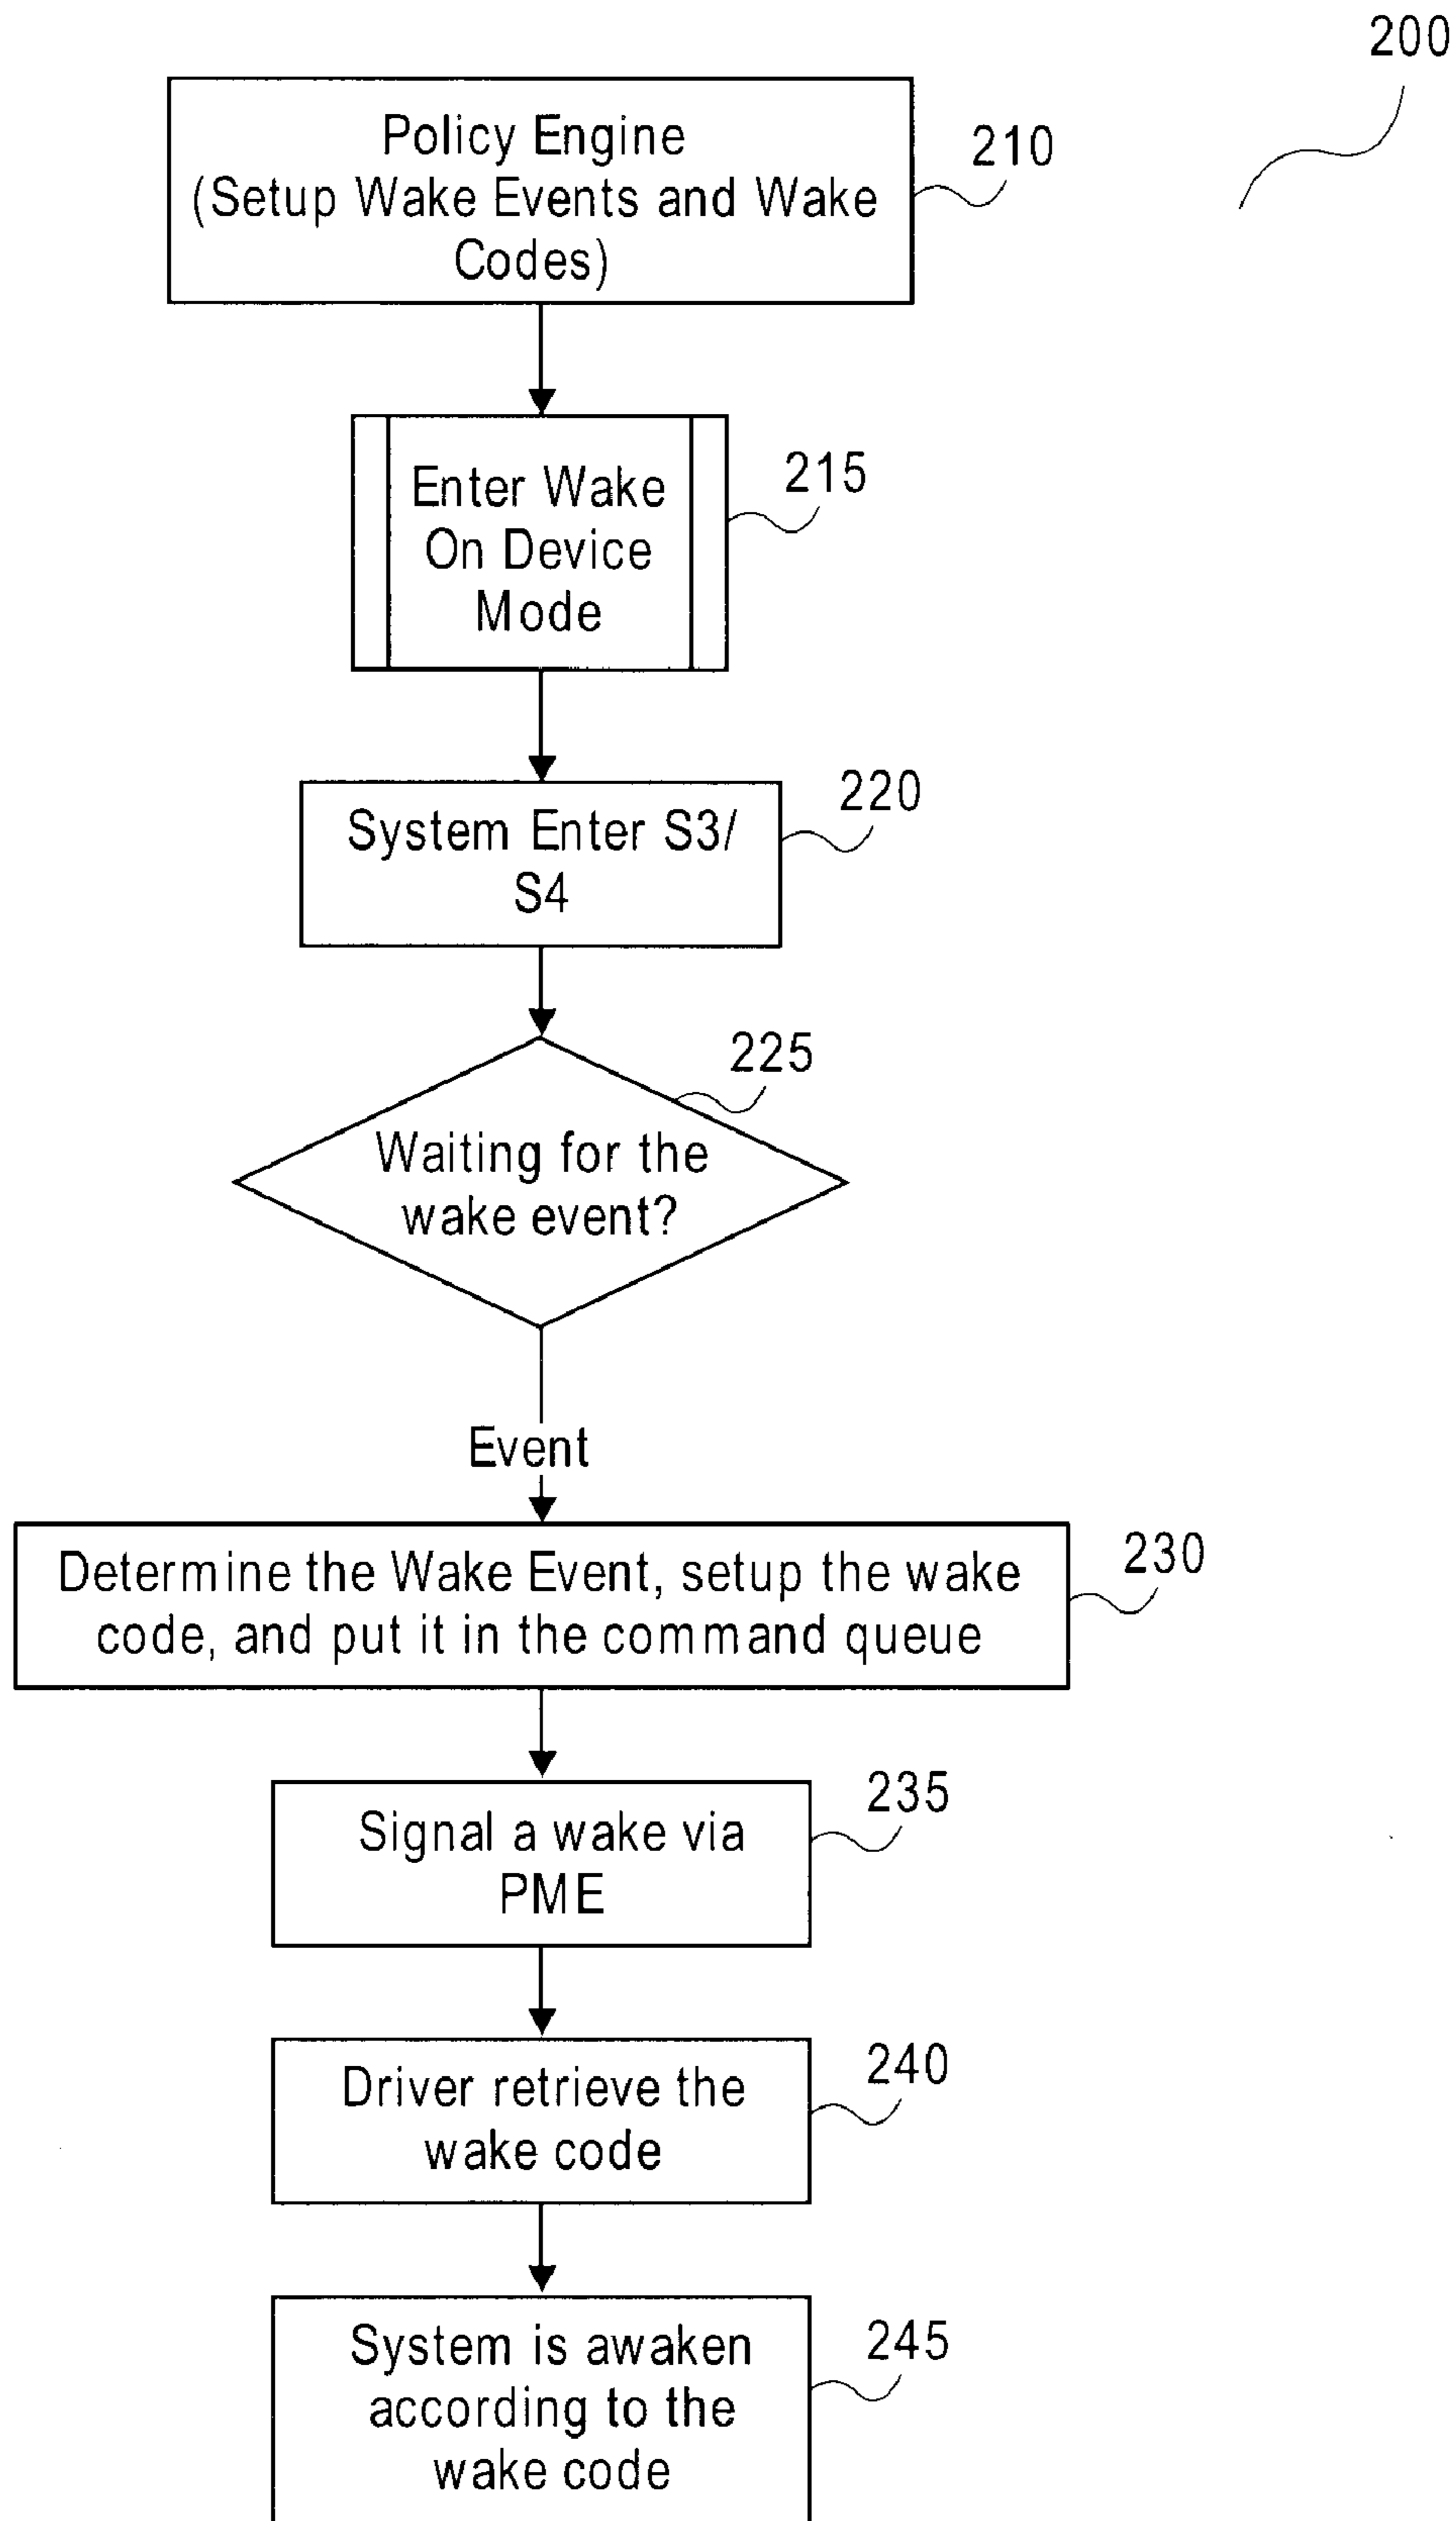 200
Policy Engine
(Setup Wake Events and Wake
Codes)
210
Enter Wake
On Device
Mode
215
System Enter S3/
S4
220
225
Waiting for the
wake event?
Event
Determine the Wake Event, setup the wake
code, and put it in the command queue
230
Signal a wake via
PME
235
Driver retrieve the
wake code
240
System is awaken
according to the
wake code
245